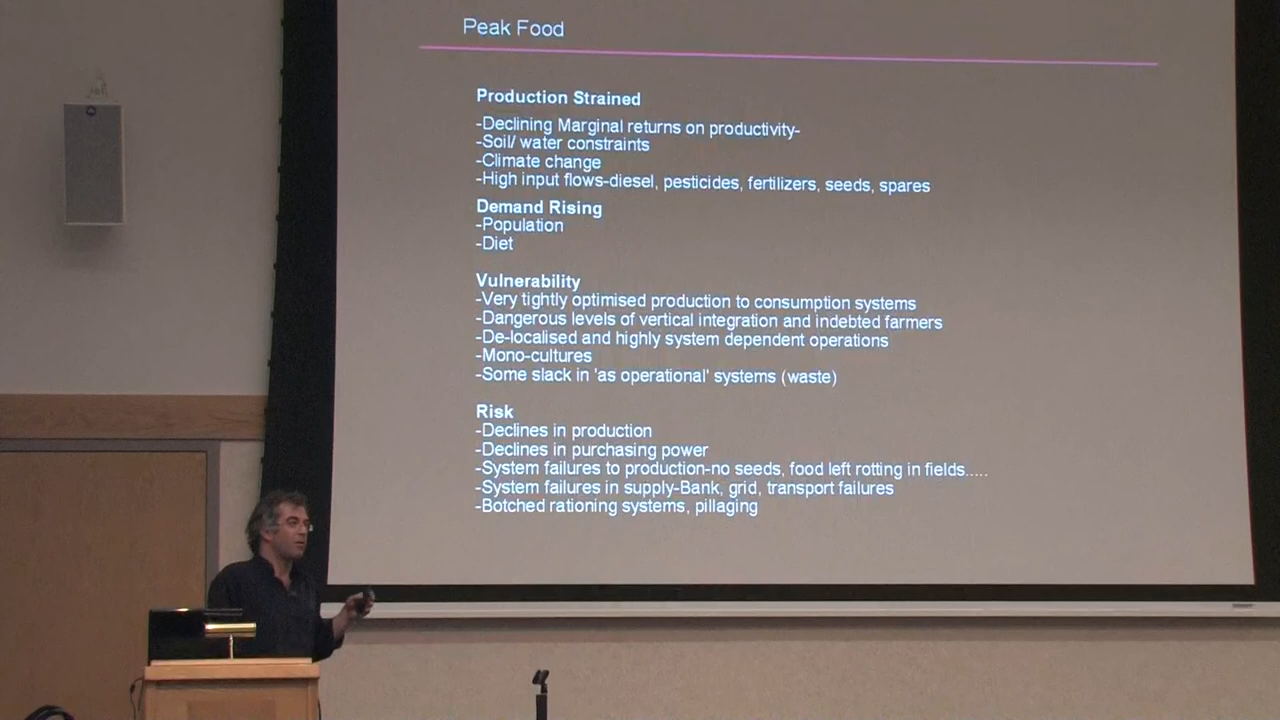 Peak Food
Production Strained
-Declining Marginal returns on productivity-
-Soil/ water constraints
-Climate change
-High input flows-diesel, pesticides, fertilizers, seeds, spares
Demand Rising
-Population
-Diet
Vulnerability
-Very tightly optimised production to consumption systems
-Dangerous levels of vertical integration and indebted farmers
-De-localised and highly system dependent operations
-Mono-cultures
-Some slack in 'as operational' systems (waste)
Risk
-Declines in production
-Declines in purchasing power
-System failures to production-no seeds, food left rotting in fields.....
-System failures in supply-Bank, grid, transport failures
-Botched rationing systems, pillaging